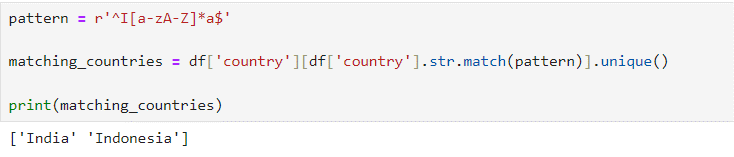 pattern = r'^I[a-zA-Z]*a$'
matching_countries = df['country'][df['country'].str.match(pattern)].unique()
print(matching_countries)
['India' 'Indonesia']